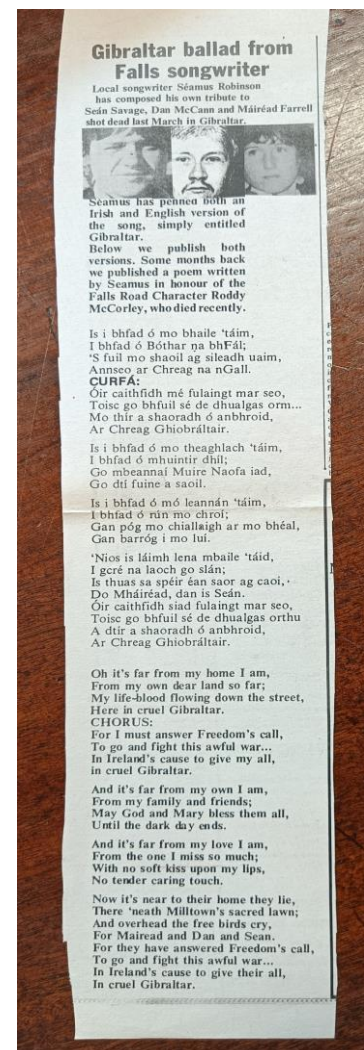 Gibraltar ballad from
Falls songwriter
Local songwriter Séamus Robinson
has composed his own tribute to
Seán Savage, Dan McCann and Máiréad Farrell
shot dead last March in Gibraltar.
Séamus has penned both an
Irish and English version of
the song, simply entitled
Gibraltar.
Below we publish both
versions. Some months back
we published a poem written
by Seamus in honour of the
Falls Road Character Roddy
McCorley, who died recently.
Is i bhfad ó mo bhaile ‘táim,
I bhfad ó Bóthar na bhFál;
‘S fuil mo shaoil ag sileadh uaim,
Annseo ar Chreag na nGall.
CURFÁ:
Óir caithfidh mé fulaingt mar seo,
Toisc go bhfuil sé de dhualgas orm...
Mo thír a shaoradh ó anbhroid,
Ar Chreag Ghiobráltair.
Is i bhfad ó mo theaghlach ‘táim,
I bhfad ó mhuintir dhíl;
Go mbeannaí Muire Naofa iad,
Go dtí fuine a saoil.
Is i bhfad ó mó leannán ‘táim,
I bhfad ó rún mo chroí;
Gan póg mo chiallaigh ar mo bhéal,
Gan barróg i mo luí.
‘Nios is láimh lena mbaile ‘táid,
I gcré na laoch go slán;
Is thuas sa spéir éan saor ag caoi,
Do Mháiréad, dan is Seán.
Óir caithfidh siad fulaingt mar seo,
Toisc go bhfuil sé de dhualgas orthu
A dtír a shaoradh ó anbhroid,
Ar Chreag Ghiobráltair.
Oh it’s far from my home I am,
From my own dear land so far;
My life-blood flowing down the street,
Here in cruel Gibraltar.
CHORUS:
For I must answer Freedom’s call,
To go and fight this awful war...
In Ireland’s cause to give my all,
in cruel Gibraltar.
And it’s far from my own I am,
From my family and friends;
May God and Mary bless them all,
Until the dark day ends.
And it’s far from my love I am,
From the one I miss so much;
With no soft kiss upon my lips,
No tender caring touch.
Now it’s near to their home they lie,
There ‘neath Milltown’s sacred lawn;
And overhead the free birds cry,
For Mairead and Dan and Sean.
For they have answered Freedom’s call,
To go and fight this awful war...
In Ireland’s cause to give their all,
In cruel Gibraltar.